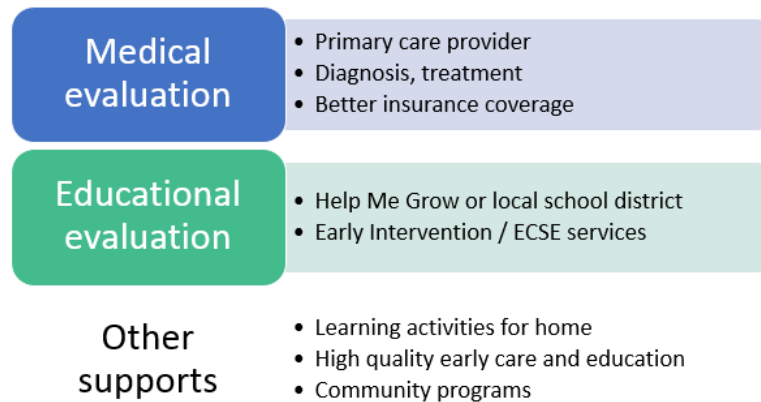 Medical
evaluation
• Primary care provider
• Diagnosis, treatment
• Better insurance coverage
Educational
evaluation
• Help Me Grow or local school district
• Early Intervention / ECSE services
Other
supports
• Learning activities for home
• High quality early care and education
• Community programs